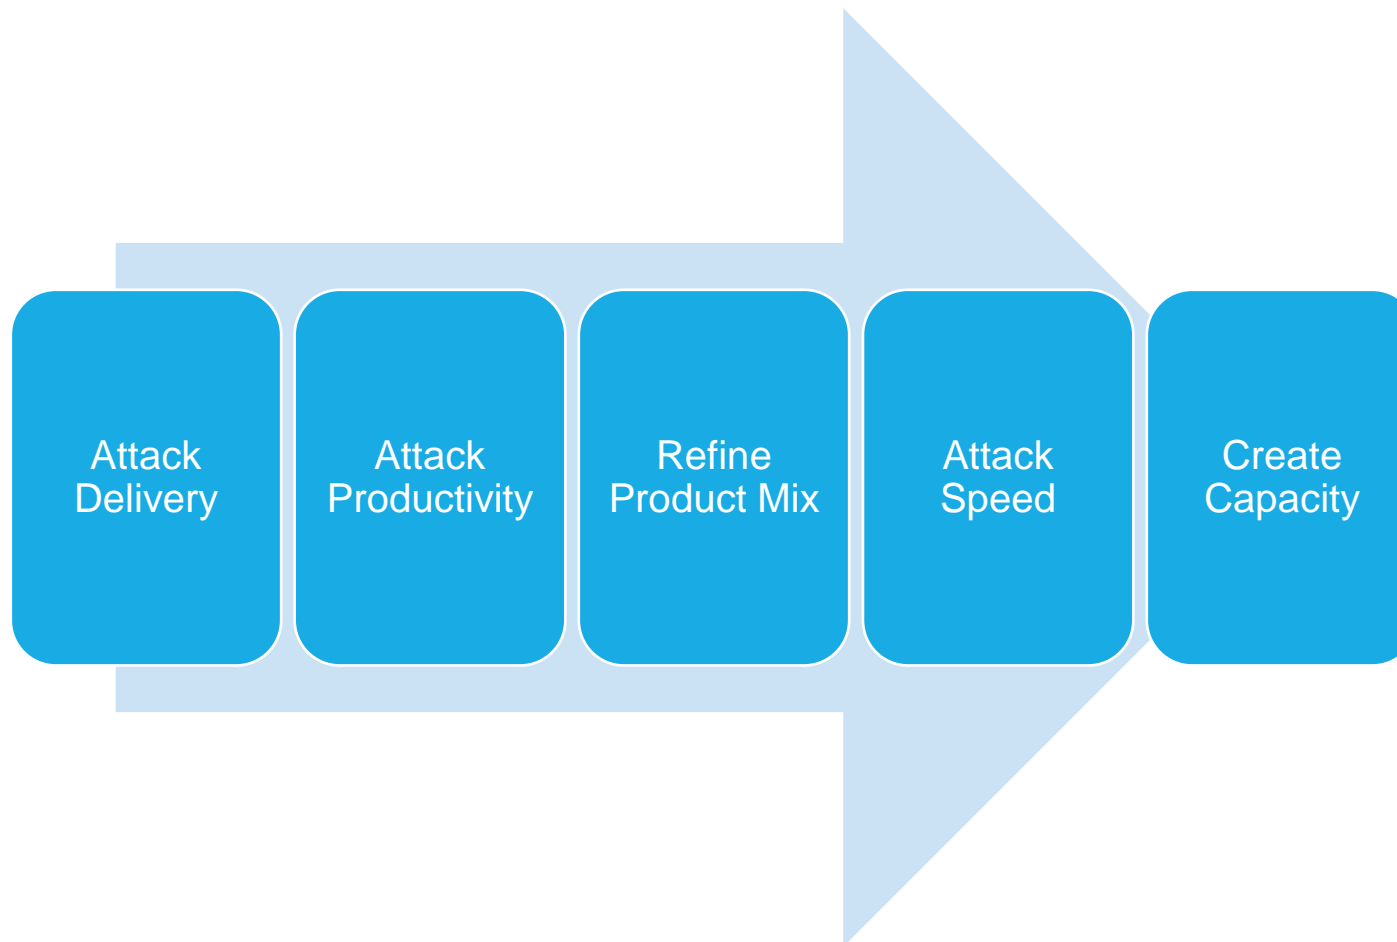 Attack
Delivery
Attack
Productivity
Refine
Product Mix
Attack
Speed
Create
Capacity